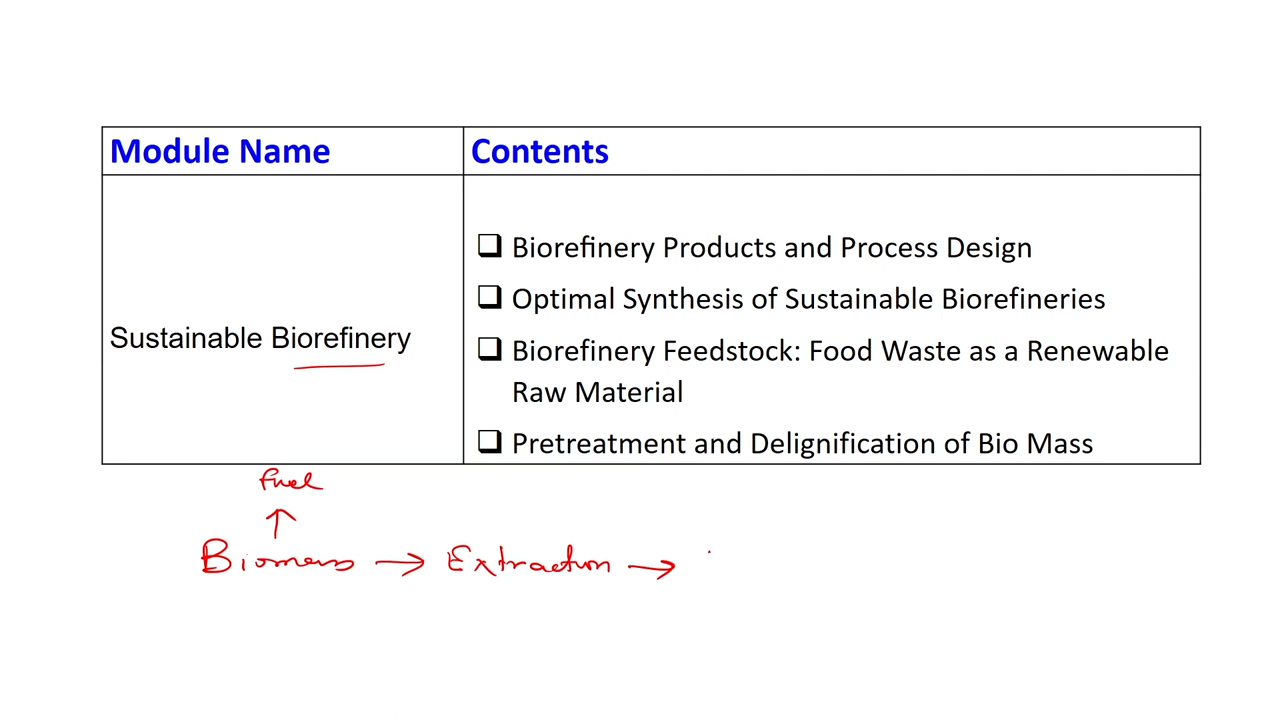 Module Name
Contents
Sustainable Biorefinery
❑ Biorefinery Products and Process Design
❑ Optimal Synthesis of Sustainable Biorefineries
❑ Biorefinery Feedstock: Food Waste as a Renewable
Raw Material
❑ Pretreatment and Delignification of Bio Mass
fuel
↑
Biomass → Extraction →